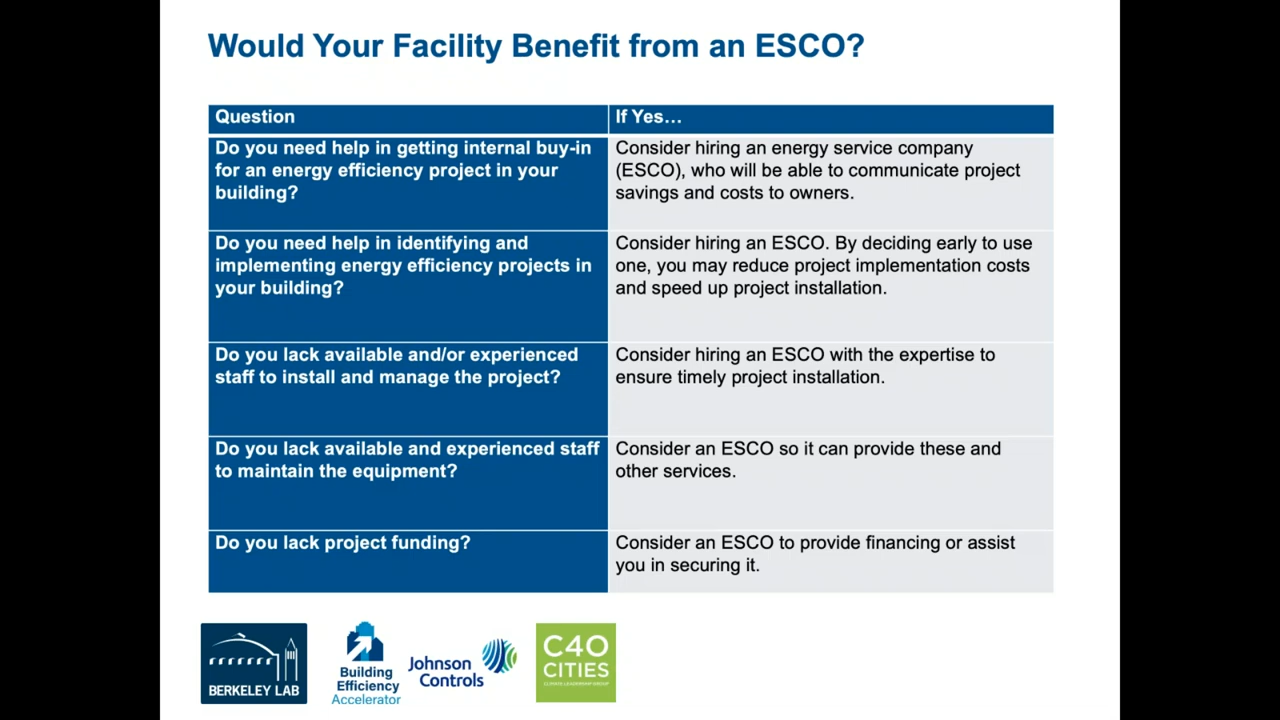 Would Your Facility Benefit from an ESCO?
Question
If Yes…
Do you need help in getting internal buy-in
for an energy efficiency project in your
building?
Consider hiring an energy service company
(ESCO), who will be able to communicate project
savings and costs to owners.
Do you need help in identifying and
implementing energy efficiency projects in
your building?
Consider hiring an ESCO. By deciding early to use
one, you may reduce project implementation costs
and speed up project installation.
Do you lack available and/or experienced
staff to install and manage the project?
Consider hiring an ESCO with the expertise to
ensure timely project installation.
Do you lack available and experienced staff
to maintain the equipment?
Consider an ESCO so it can provide these and
other services.
Do you lack project funding?
Consider an ESCO to provide financing or assist
you in securing it.
BERKELEY LAB
Building
Efficiency
Accelerator
Johnson
Controls
C40
CITIES
CLIMATE LEADERSHIP GROUP